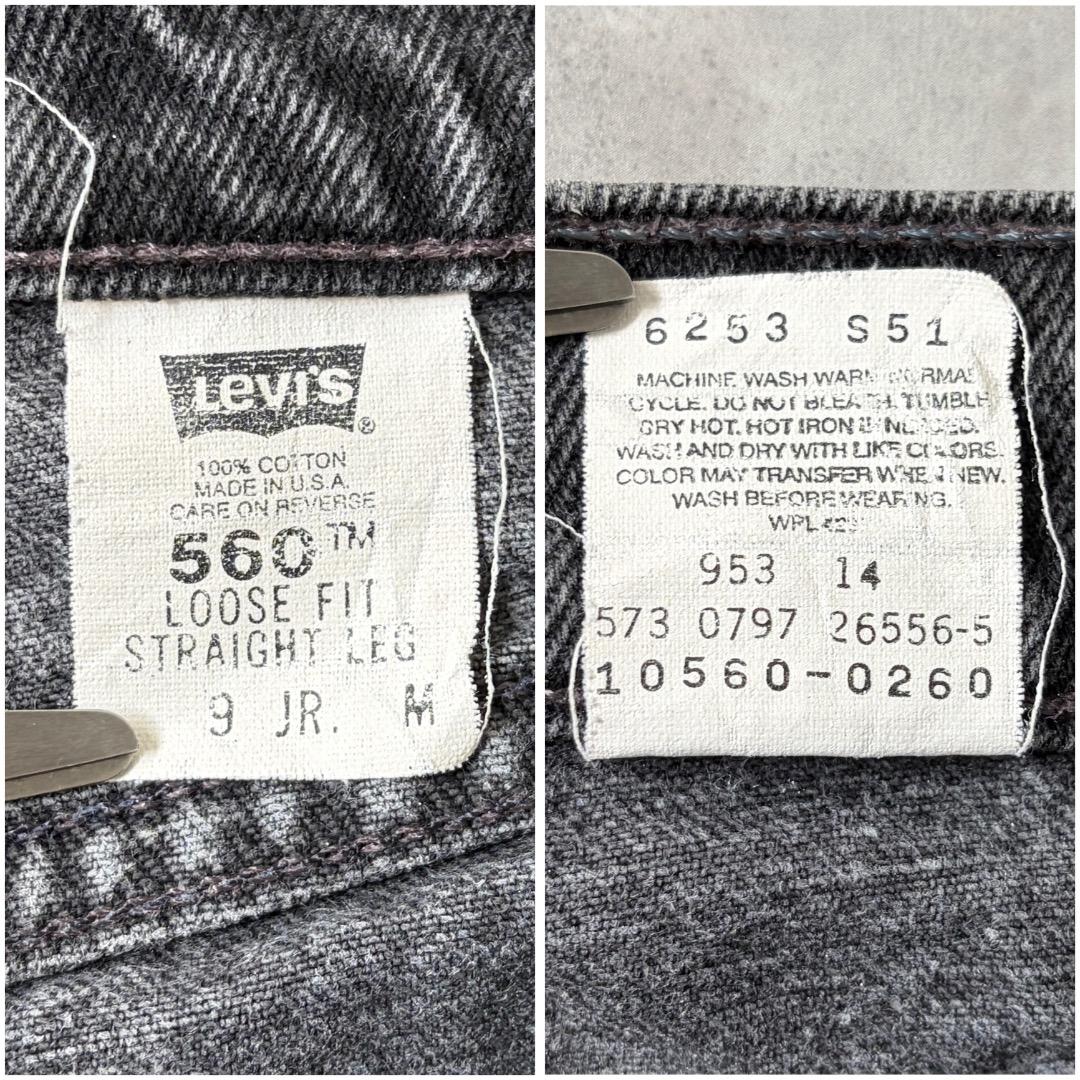 Levi's®
100% COTTON
MADE IN U.S.A.
CARE ON REVERSE
560™
LOOSE FIT
STRAIGHT LEG
9 JR. M
6253 S51
MACHINE WASH WARM NORMAL
CYCLE. DO NOT BLEACH. TUMBLE
DRY HOT. HOT IRON IF NEEDED.
WASH AND DRY WITH LIKE COLORS.
COLOR MAY TRANSFER WHEN NEW.
WASH BEFORE WEARING.
953 14
573 0797 26556-5
10560-0260